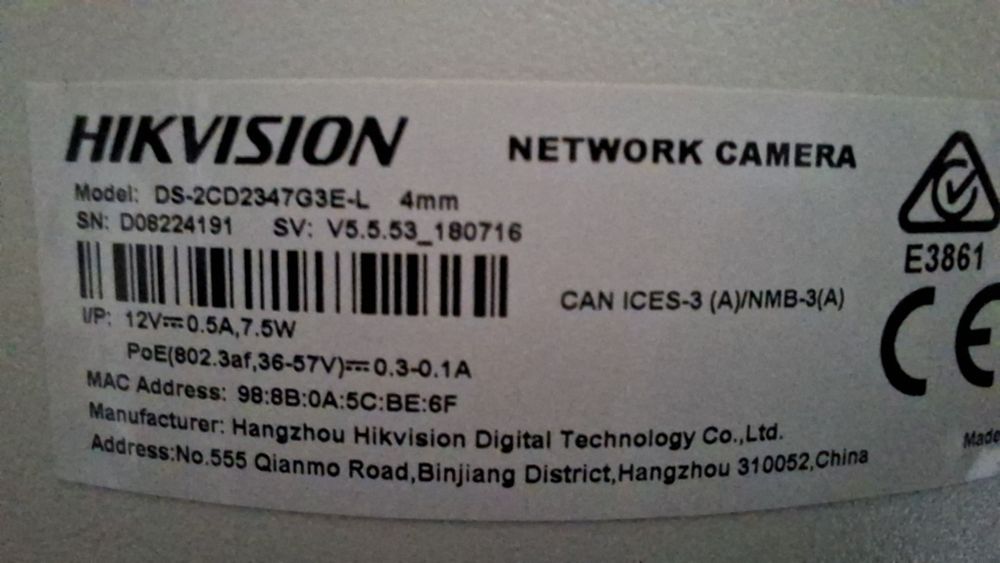 HIKVISION NETWORK CAMERA
Model: DS-2CD2347G3E-L 4mm
SN: D08224191 SV: V5.5.53_180716
E3861
CAN ICES-3 (A)/NMB-3(A)
I/P: 12V⎓0.5A,7.5W
CE
PoE(802.3af,36-57V)⎓0.3-0.1A
MAC Address: 98:8B:0A:5C:BE:6F
Manufacturer: Hangzhou Hikvision Digital Technology Co.,Ltd.
Made
Address:No.555 Qianmo Road,Binjiang District,Hangzhou 310052,China